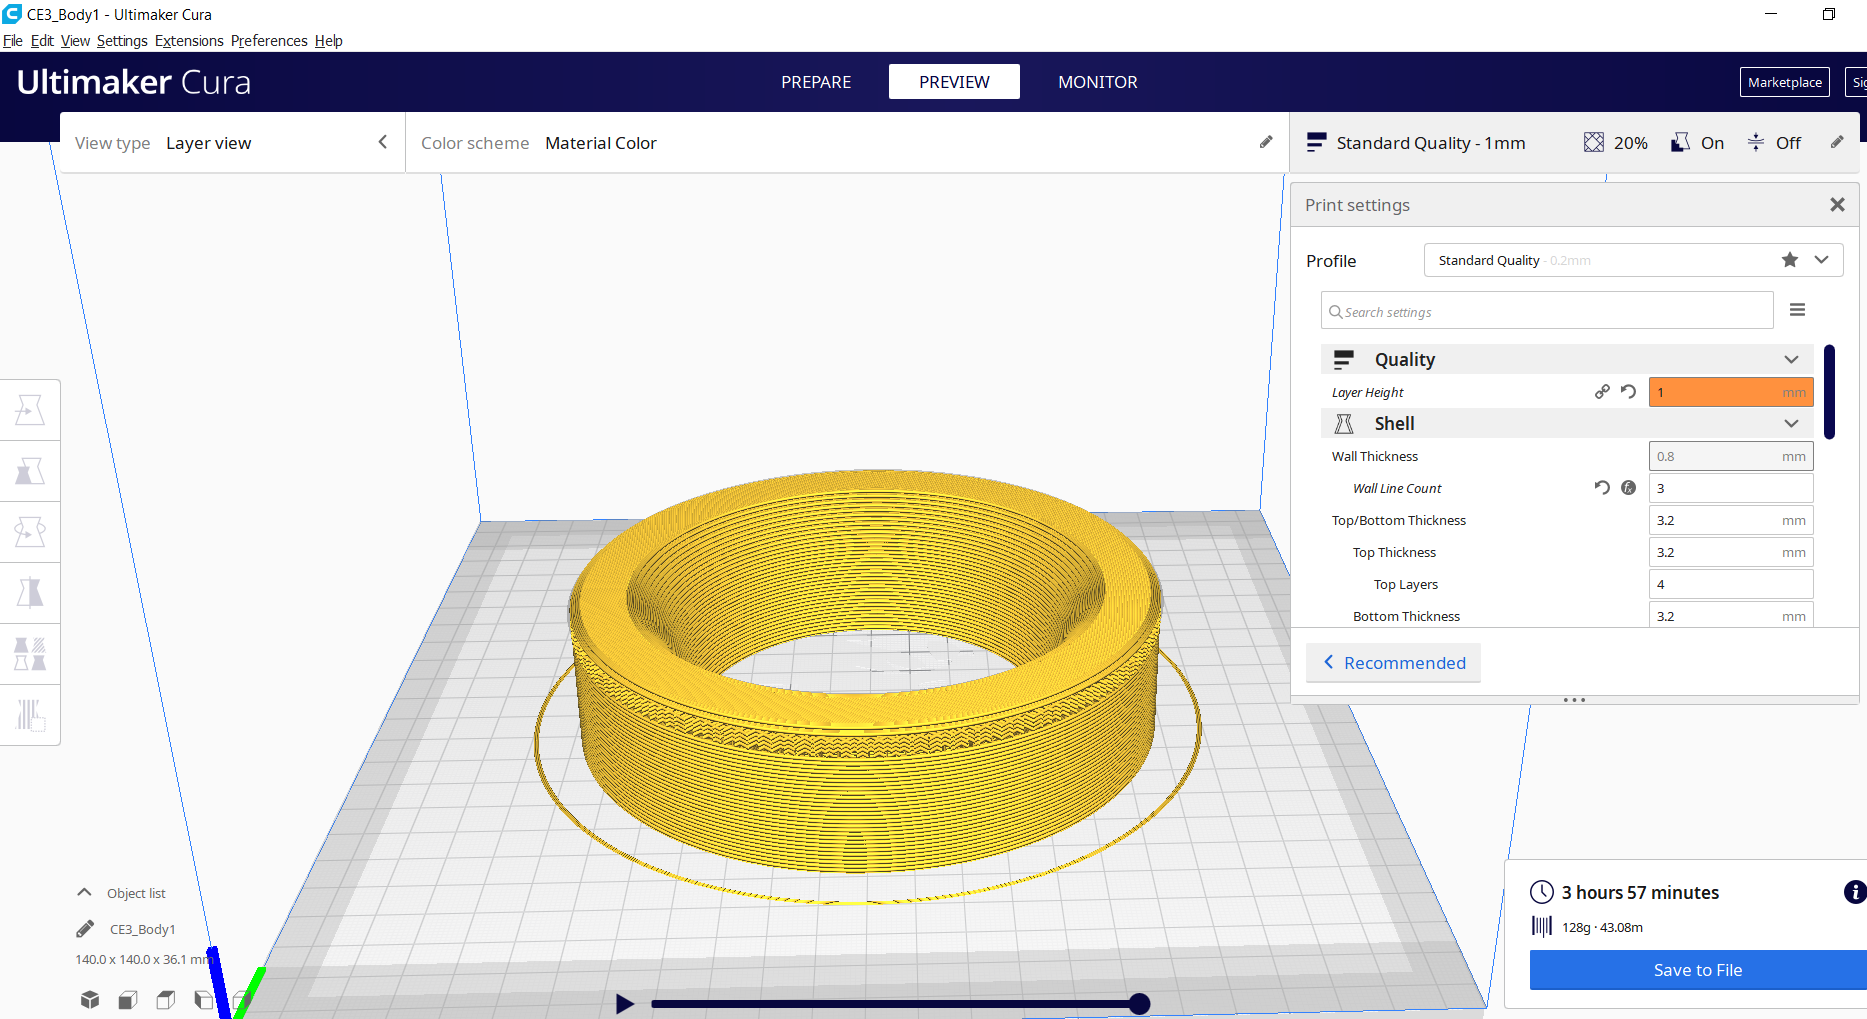 CE3_Body1 - Ultimaker Cura
File Edit View Settings Extensions Preferences Help
Ultimaker Cura
PREPARE
PREVIEW
MONITOR
Marketplace
View type Layer view
Color scheme Material Color
Standard Quality - 1mm
20%
On
Off
Print settings
Profile
Standard Quality - 0.2mm
Search settings
Quality
Layer Height 1 mm
Shell
Wall Thickness 0.8 mm
Wall Line Count 3
Top/Bottom Thickness 3.2 mm
Top Thickness 3.2 mm
Top Layers 4
Bottom Thickness 3.2 mm
Recommended
Object list
CE3_Body1
140.0 x 140.0 x 36.1 mm
3 hours 57 minutes
128g · 43.08m
Save to File